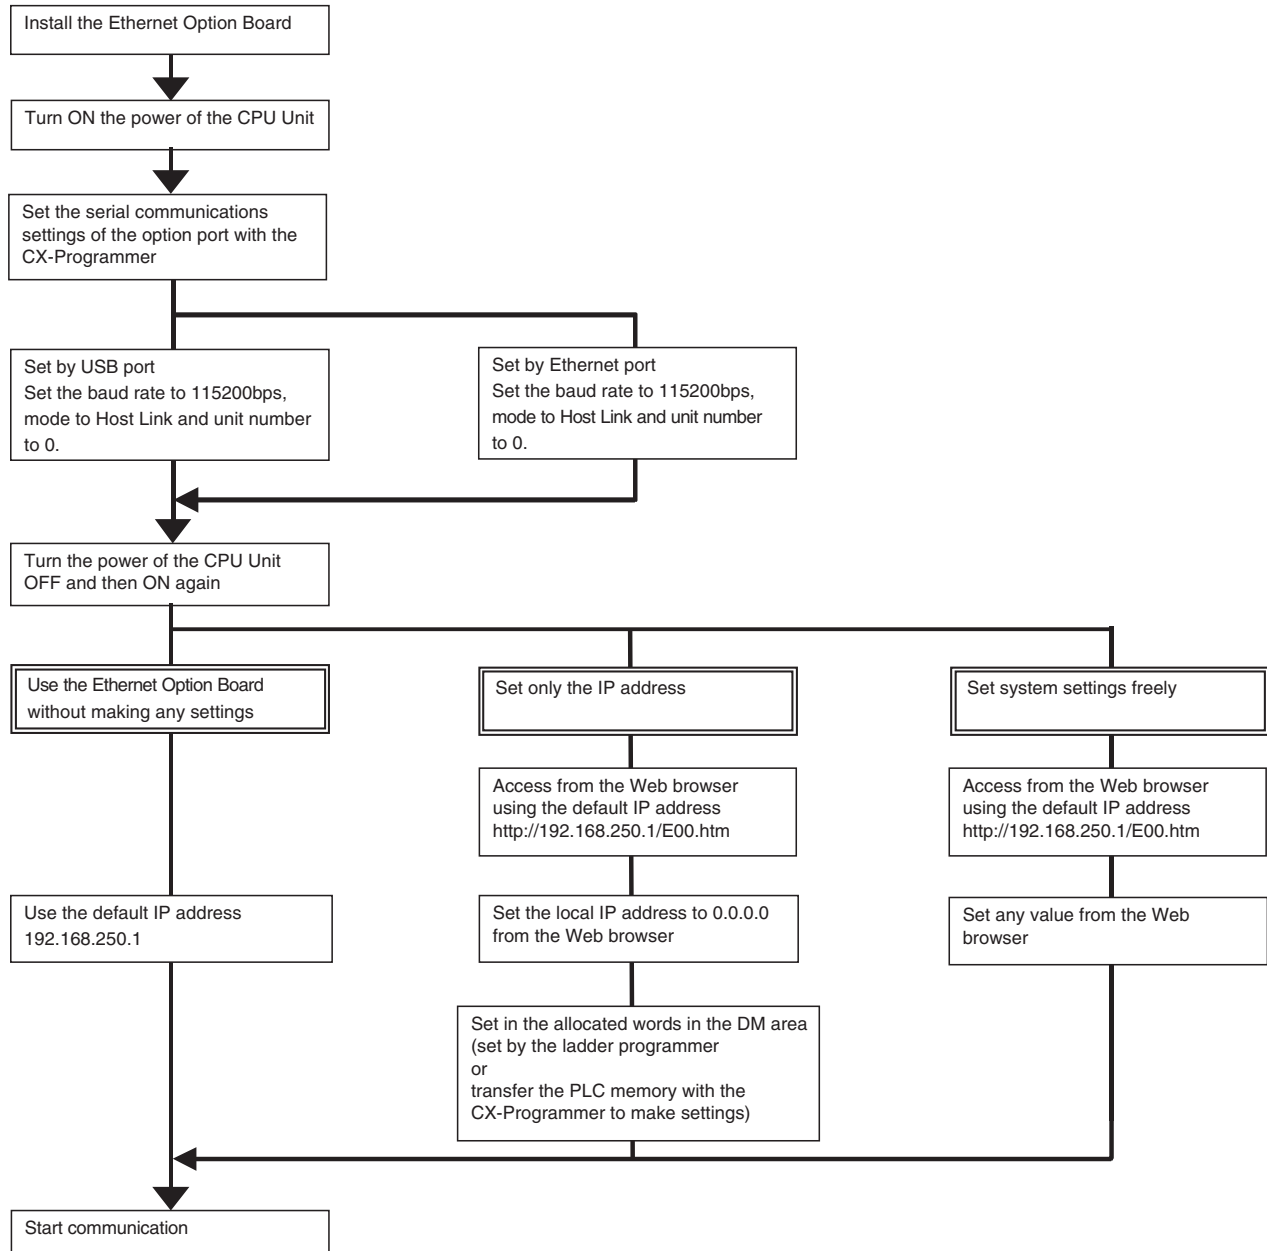 Install the Ethernet Option Board
Turn ON the power of the CPU Unit
Set the serial communications
settings of the option port with the
CX-Programmer
Set by USB port
Set the baud rate to 115200bps,
mode to Host Link and unit number
to 0.
Set by Ethernet port
Set the baud rate to 115200bps,
mode to Host Link and unit number
to 0.
Turn the power of the CPU Unit
OFF and then ON again
Use the Ethernet Option Board
without making any settings
Set only the IP address
Set system settings freely
Access from the Web browser
using the default IP address
http://192.168.250.1/E00.htm
Access from the Web browser
using the default IP address
http://192.168.250.1/E00.htm
Use the default IP address
192.168.250.1
Set the local IP address to 0.0.0.0
from the Web browser
Set any value from the Web
browser
Set in the allocated words in the DM area
(set by the ladder programmer
or
transfer the PLC memory with the
CX-Programmer to make settings)
Start communication